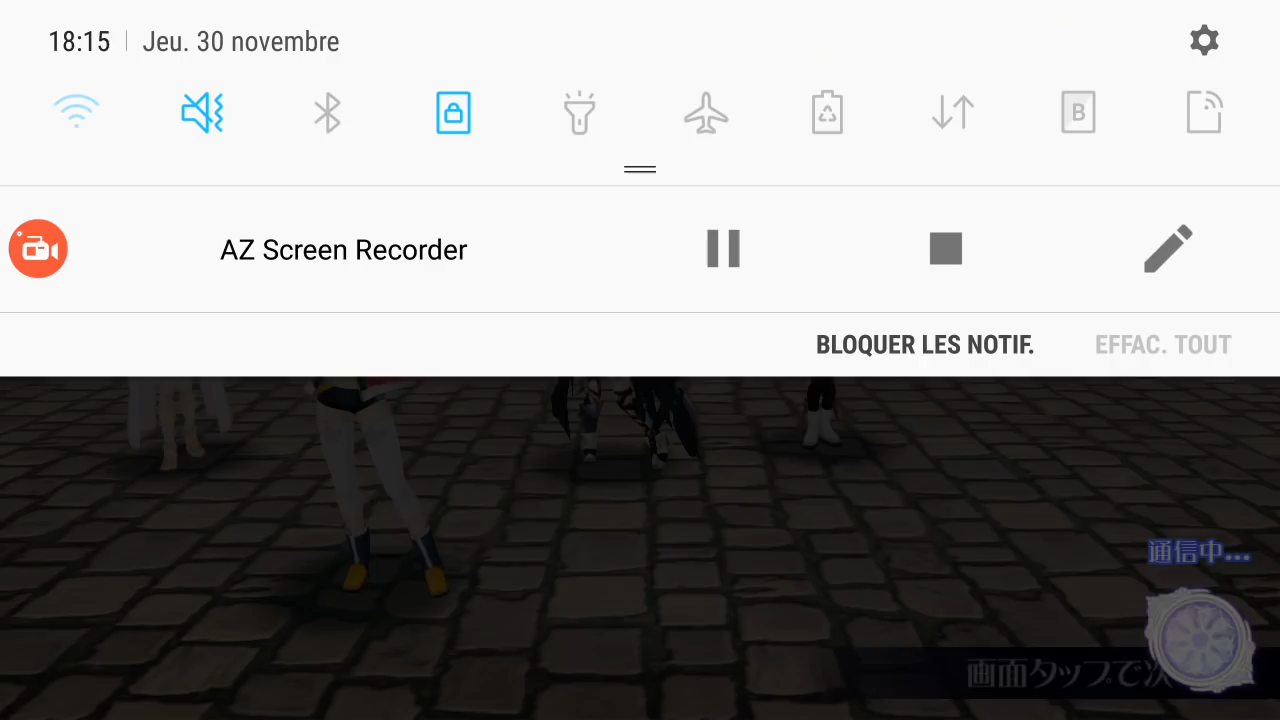 18:15 Jeu. 30 novembre
B
AZ Screen Recorder
BLOQUER LES NOTIF. EFFAC. TOUT
通信中...
画面タップで次